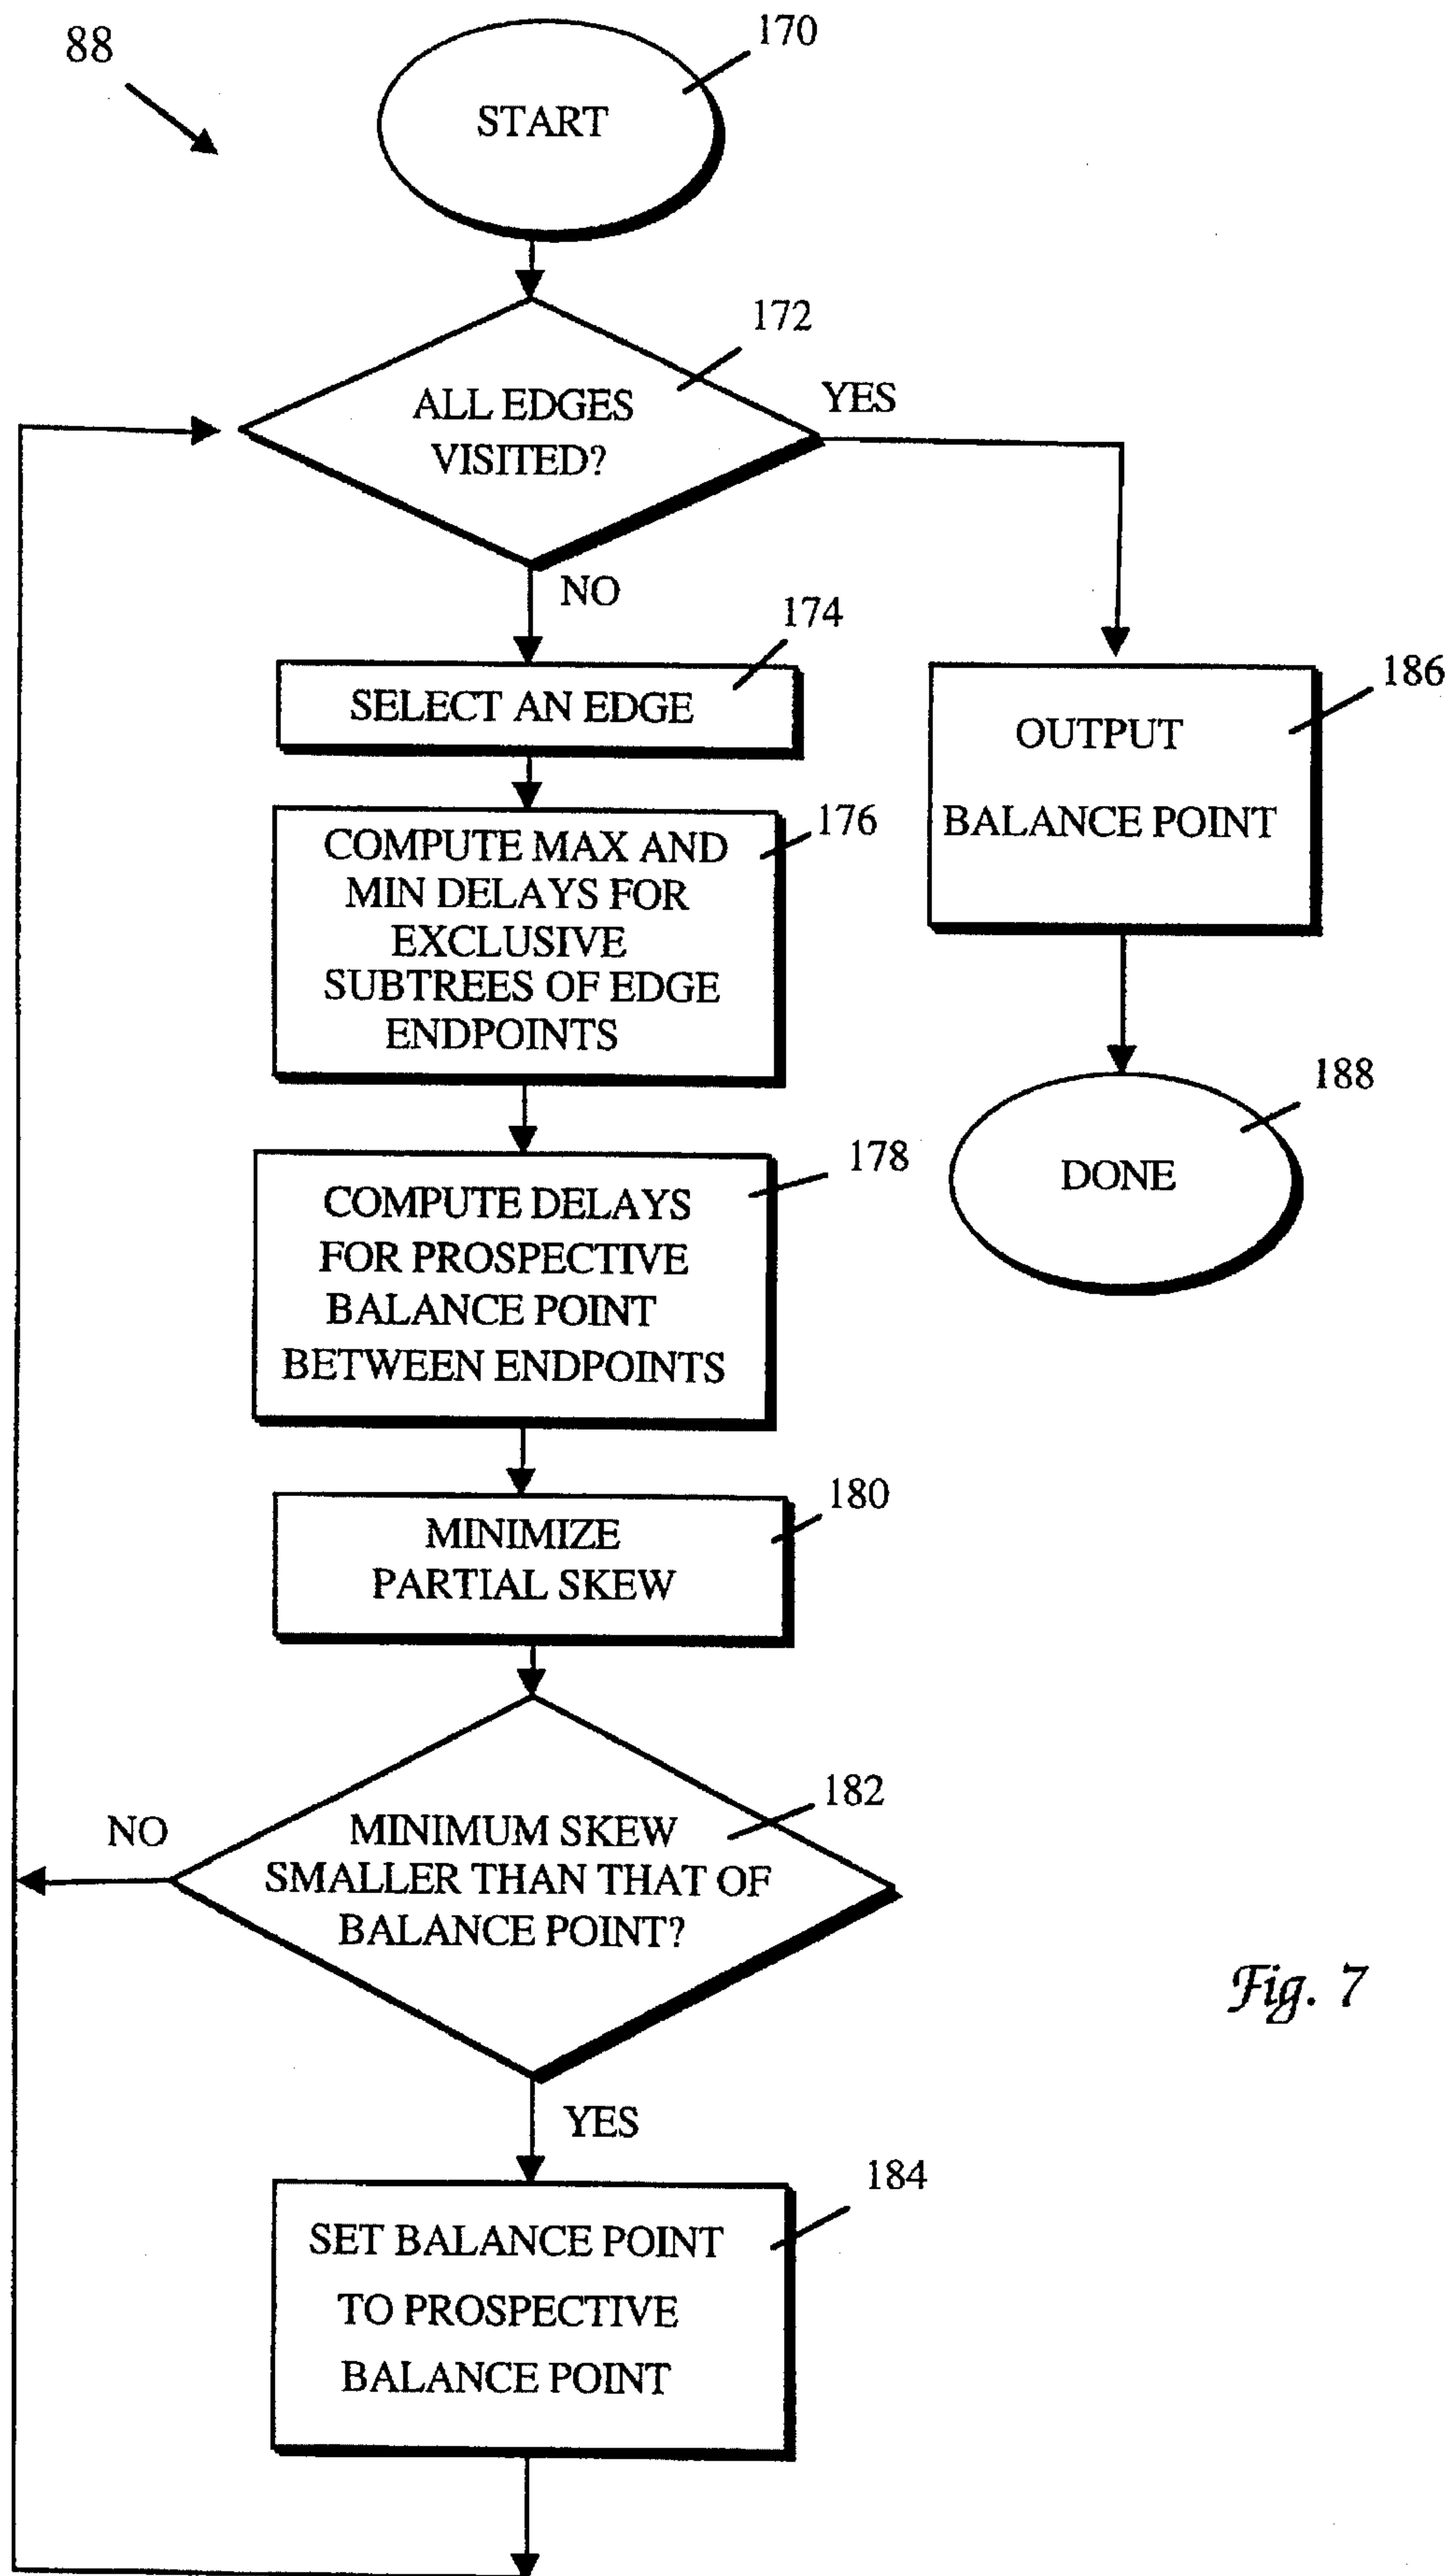 88
170
START
172
ALL EDGES
VISITED?
YES
NO
174
SELECT AN EDGE
186
OUTPUT
BALANCE POINT
176
COMPUTE MAX AND
MIN DELAYS FOR
EXCLUSIVE
SUBTREES OF EDGE
ENDPOINTS
188
DONE
178
COMPUTE DELAYS
FOR PROSPECTIVE
BALANCE POINT
BETWEEN ENDPOINTS
180
MINIMIZE
PARTIAL SKEW
182
NO
MINIMUM SKEW
SMALLER THAN THAT OF
BALANCE POINT?
Fig. 7
YES
184
SET BALANCE POINT
TO PROSPECTIVE
BALANCE POINT